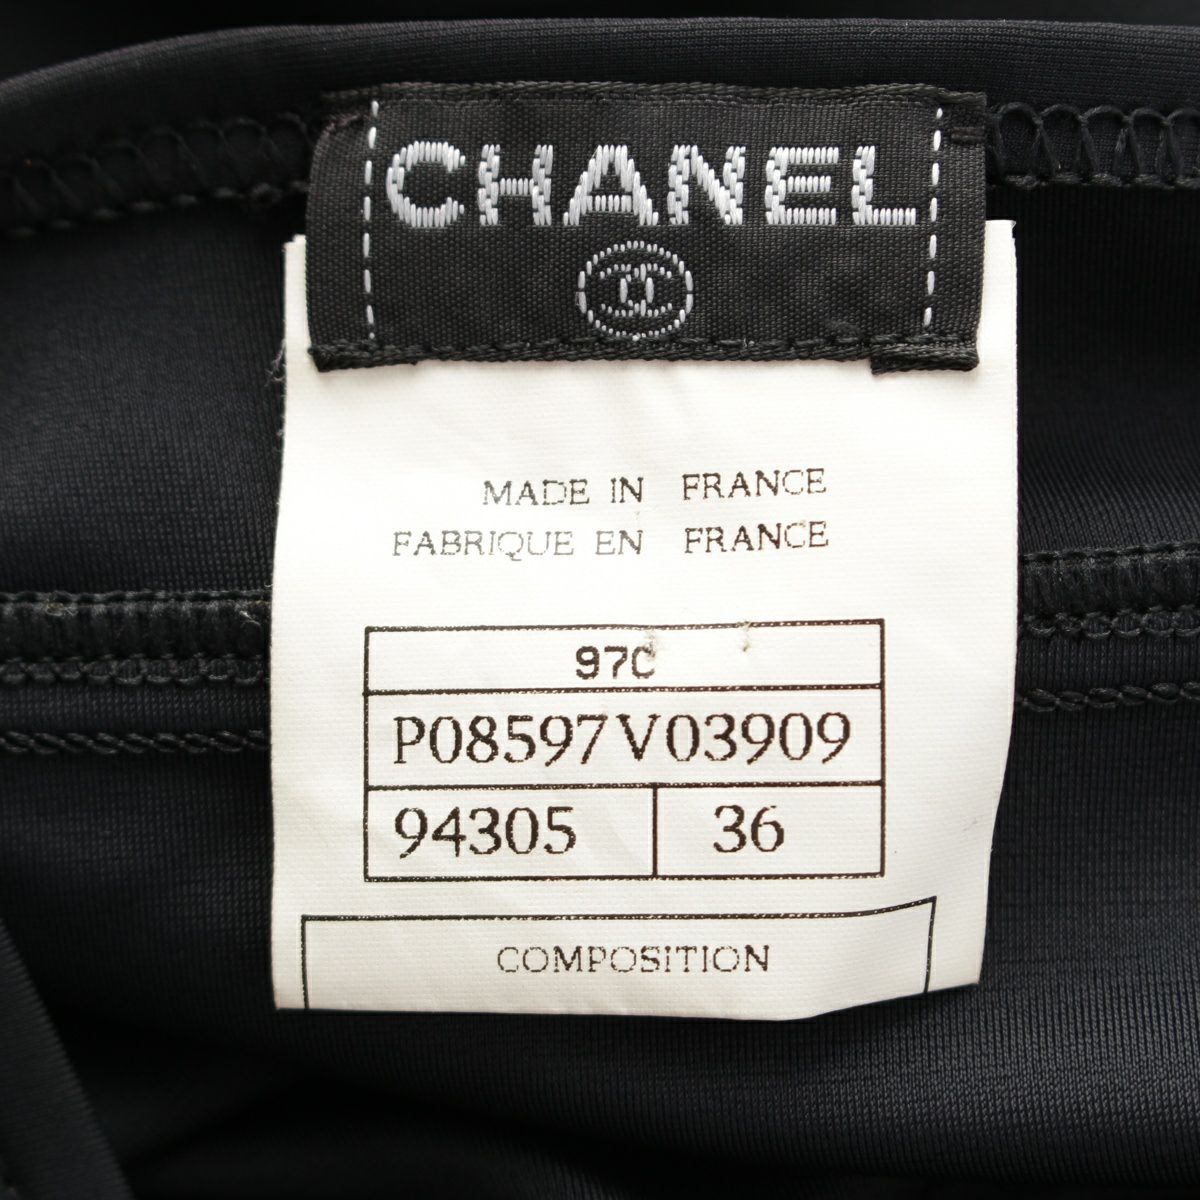 CHANEL
MADE IN FRANCE
FABRIQUE EN FRANCE
97C
P08597V03909
94305 36
COMPOSITION